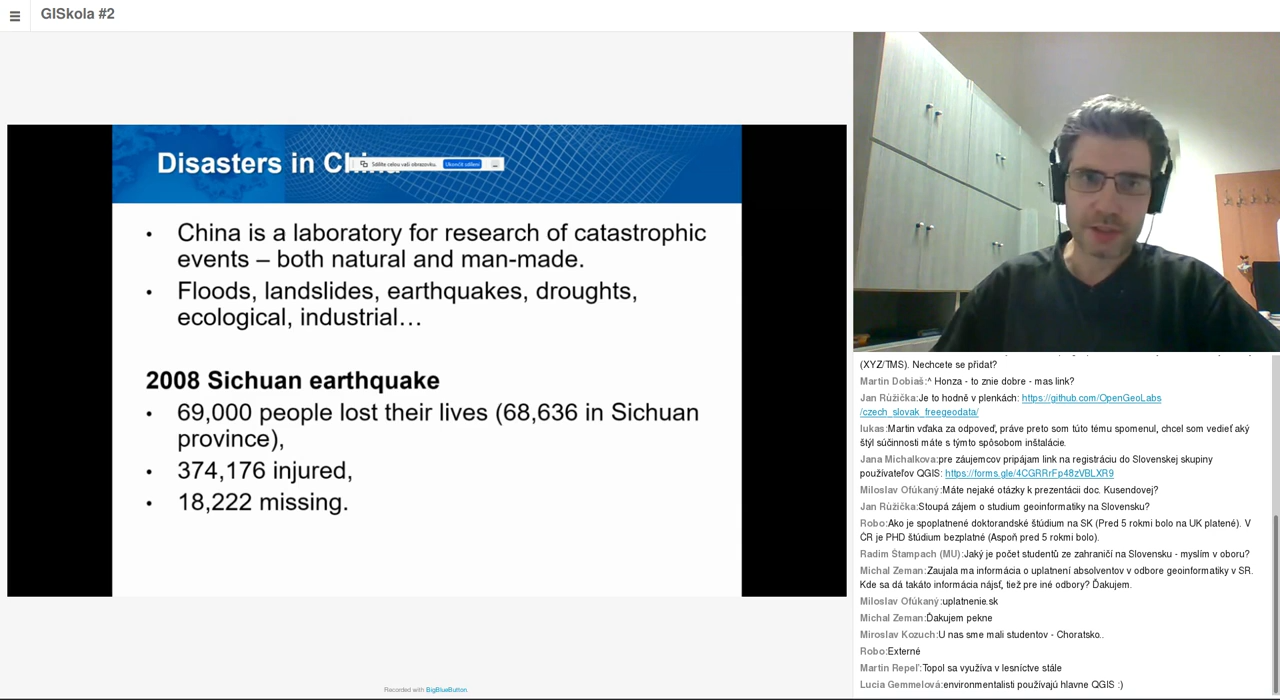 GISkola #2
Disasters in China
Sdílíte celou vaši obrazovku.
Ukončit sdílení
• China is a laboratory for research of catastrophic
events – both natural and man-made.
• Floods, landslides, earthquakes, droughts,
ecological, industrial…
2008 Sichuan earthquake
• 69,000 people lost their lives (68,636 in Sichuan
province),
• 374,176 injured,
• 18,222 missing.
Recorded with BigBlueButton.
(XYZ/TMS). Nechcete se přidat?
Martin Dobiaš:^ Honza - to znie dobre - mas link?
Jan Růžička:Je to hodně v plenkách: https://github.com/OpenGeoLabs
/czech_slovak_freegeodata/
lukas:Martin vďaka za odpoveď, práve preto som túto tému spomenul, chcel som vedieť aký
štýl súčinnosti máte s týmto spôsobom inštalácie.
Jana Michalkova:pre záujemcov pripájam link na registráciu do Slovenskej skupiny
používateľov QGIS: https://forms.gle/4CGRRrFp48zVBLXR9
Miloslav Ofúkaný:Máte nejaké otázky k prezentácii doc. Kusendovej?
Jan Růžička:Stoupá zájem o studium geoinformatiky na Slovensku?
Robo:Ako je spoplatnené doktorandské štúdium na SK (Pred 5 rokmi bolo na UK platené). V
ČR je PHD štúdium bezplatné (Aspoň pred 5 rokmi bolo).
Radim Štampach (MU):Jaký je počet studentů ze zahraničí na Slovensku - myslím v oboru?
Michal Zeman:Zaujala ma informácia o uplatnení absolventov v odbore geoinformatiky v SR.
Kde sa dá takáto informácia nájsť, tiež pre iné odbory? Ďakujem.
Miloslav Ofúkaný:uplatnenie.sk
Michal Zeman:Ďakujem pekne
Miroslav Kozuch:U nas sme mali studentov - Choratsko..
Robo:Externé
Martin Repeľ:Topol sa využíva v lesníctve stále
Lucia Gemmelová:environmentalisti používajú hlavne QGIS :)